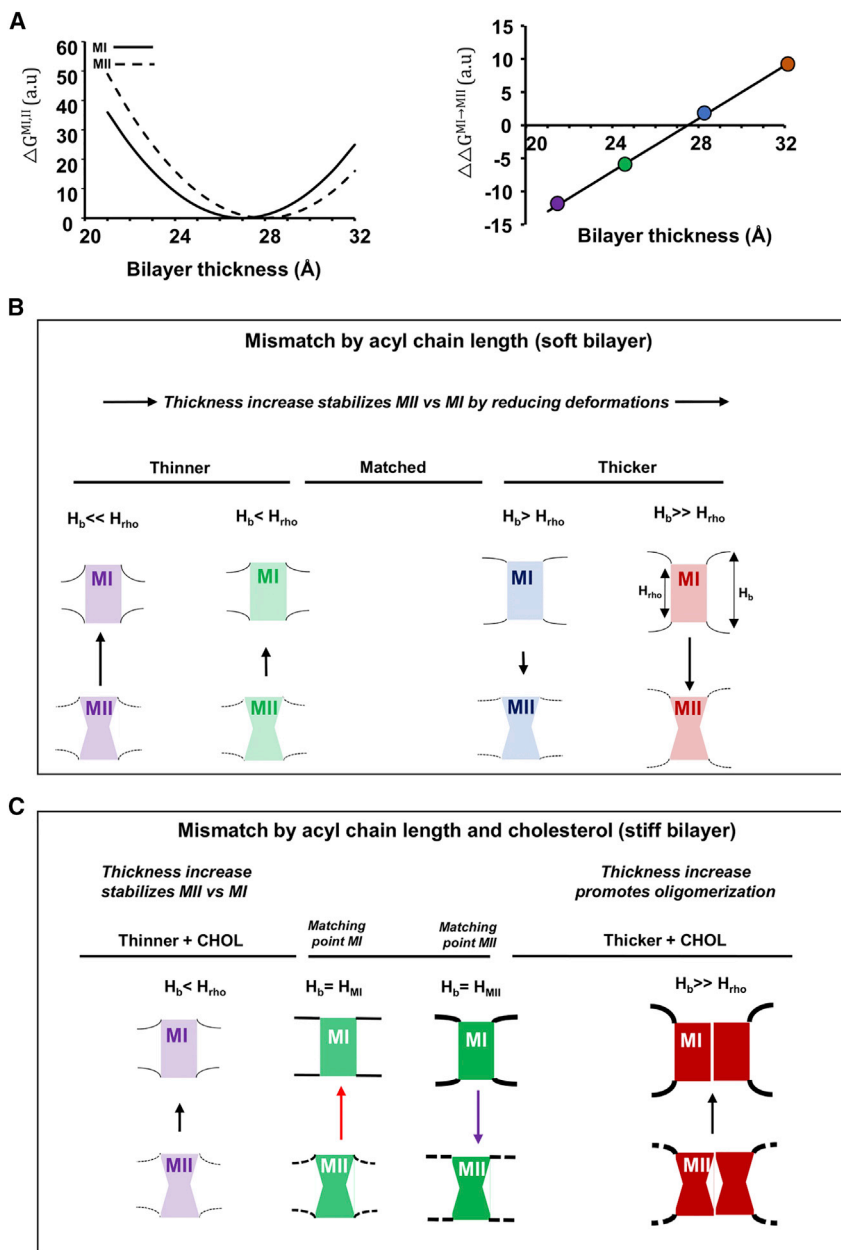 A
MI
MII
ΔG^MI,II (a.u)
60
50
40
30
20
10
0
20 24 28 32
Bilayer thickness (Å)
ΔΔG^MI→MII (a.u)
15
10
5
0
-5
-10
-15
20 24 28 32
Bilayer thickness (Å)
B
Mismatch by acyl chain length (soft bilayer)
Thickness increase stabilizes MII vs MI by reducing deformations
Thinner Matched Thicker
H_b<< H_rho H_b< H_rho H_b> H_rho H_b>> H_rho
MI MI MI H_rho MI H_b
MII MII MII MII
C
Mismatch by acyl chain length and cholesterol (stiff bilayer)
Thickness increase
stabilizes MII vs MI
Thickness increase
promotes oligomerization
Thinner + CHOL
Matching
point MI
Matching
point MII
Thicker + CHOL
H_b< H_rho H_b= H_MI H_b= H_MII H_b>> H_rho
MI MI MI MI
MII MII MII MII